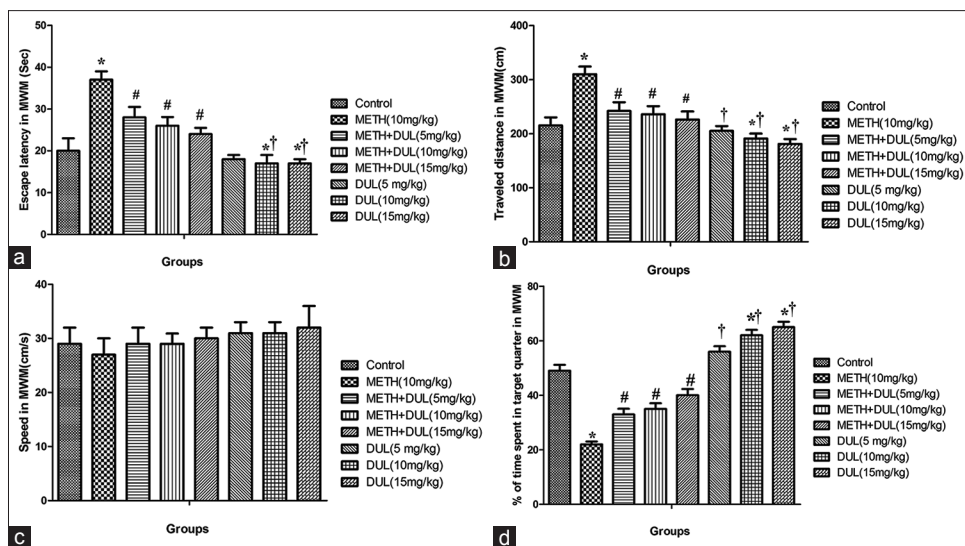 50
40
30
20
10
0
Escape latency in MWM (Sec)
*
#
#
#
*†
*†
Control
METH(10mg/kg)
METH+DUL(5mg/kg)
METH+DUL(10mg/kg)
METH+DUL(15mg/kg)
DUL(5 mg/kg)
DUL(10mg/kg)
DUL(15mg/kg)
Groups
a
400
300
200
100
0
Traveled distance in MWM(cm)
*
#
#
#
†
*†
*†
Control
METH(10mg/kg)
METH+DUL(5mg/kg)
METH+DUL(10mg/kg)
METH+DUL(15mg/kg)
DUL(5 mg/kg)
DUL(10mg/kg)
DUL(15mg/kg)
Groups
b
40
30
20
10
0
Speed in MWM(cm/s)
Control
METH(10mg/kg)
METH+DUL(5mg/kg)
METH+DUL(10mg/kg)
METH+DUL(15mg/kg)
DUL(5 mg/kg)
DUL(10mg/kg)
DUL(15mg/kg)
Groups
c
80
60
40
20
0
% of time spent in target quarter in MWM
*
#
#
#
†
*†
*†
Control
METH(10mg/kg)
METH+DUL(5mg/kg)
METH+DUL(10mg/kg)
METH+DUL(15mg/kg)
DUL(5 mg/kg)
DUL(10mg/kg)
DUL(15mg/kg)
Groups
d